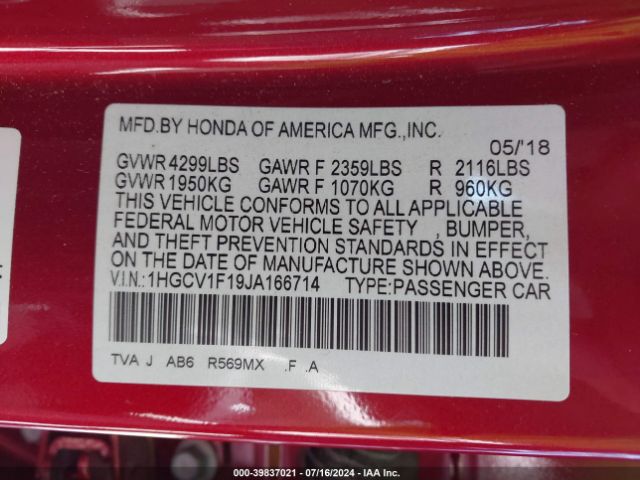 MFD.BY HONDA OF AMERICA MFG.,INC.
05/'18
GVWR 4299LBS GAWR F 2359LBS R 2116LBS
GVWR 1950KG GAWR F 1070KG R 960KG
THIS VEHICLE CONFORMS TO ALL APPLICABLE
FEDERAL MOTOR VEHICLE SAFETY , BUMPER,
AND THEFT PREVENTION STANDARDS IN EFFECT
ON THE DATE OF MANUFACTURE SHOWN ABOVE.
V.I.N.:1HGCV1F19JA166714 TYPE:PASSENGER CAR
TVA J AB6 R569MX .F .A
000-39837021 - 07/16/2024 - IAA Inc.